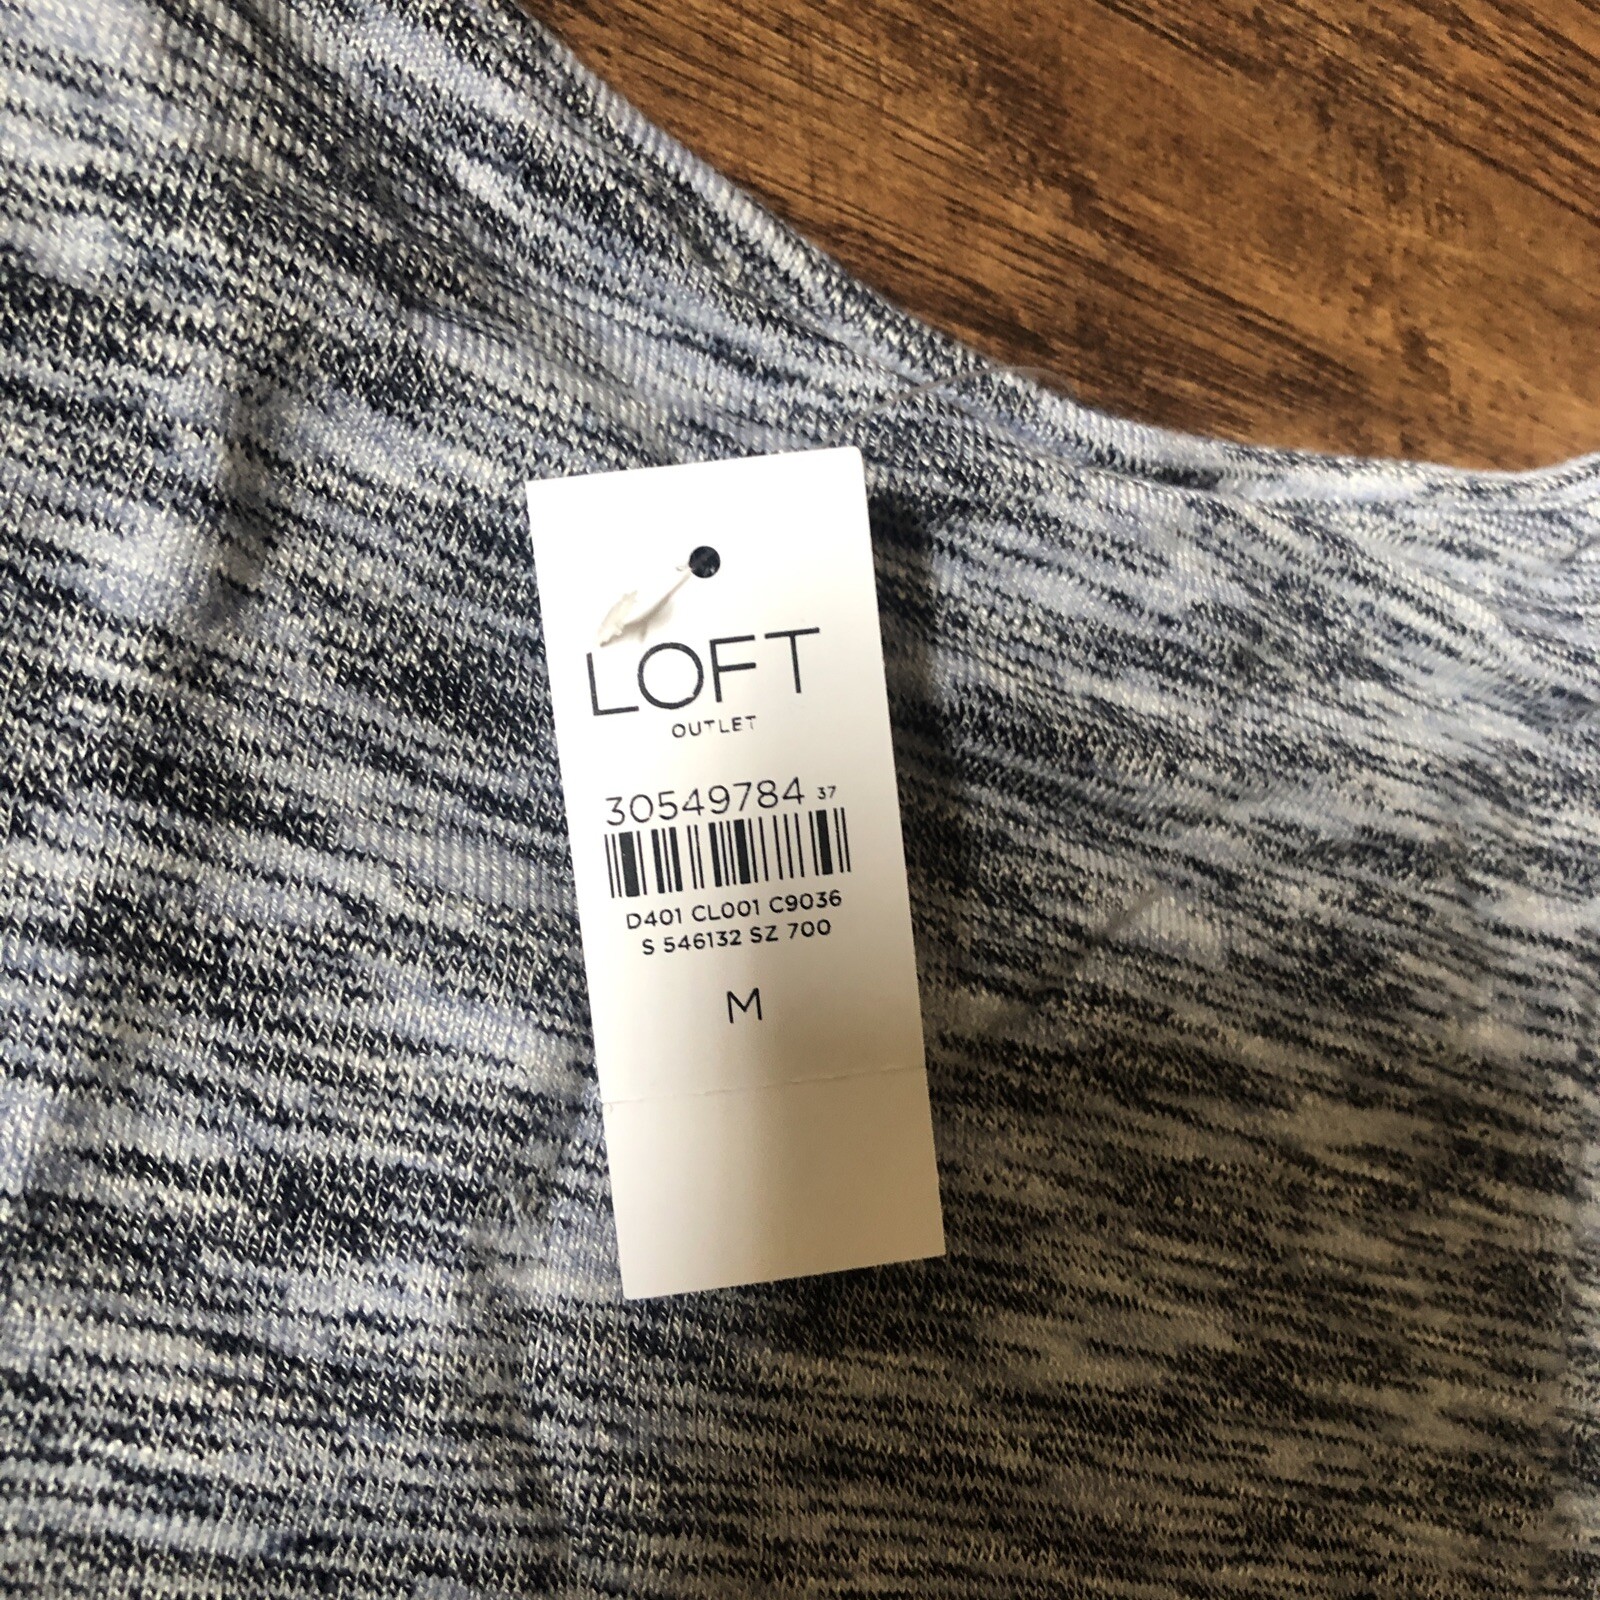 LOFT
OUTLET
30549784 37
D401 CL001 C9036
S 546132 SZ 700
M